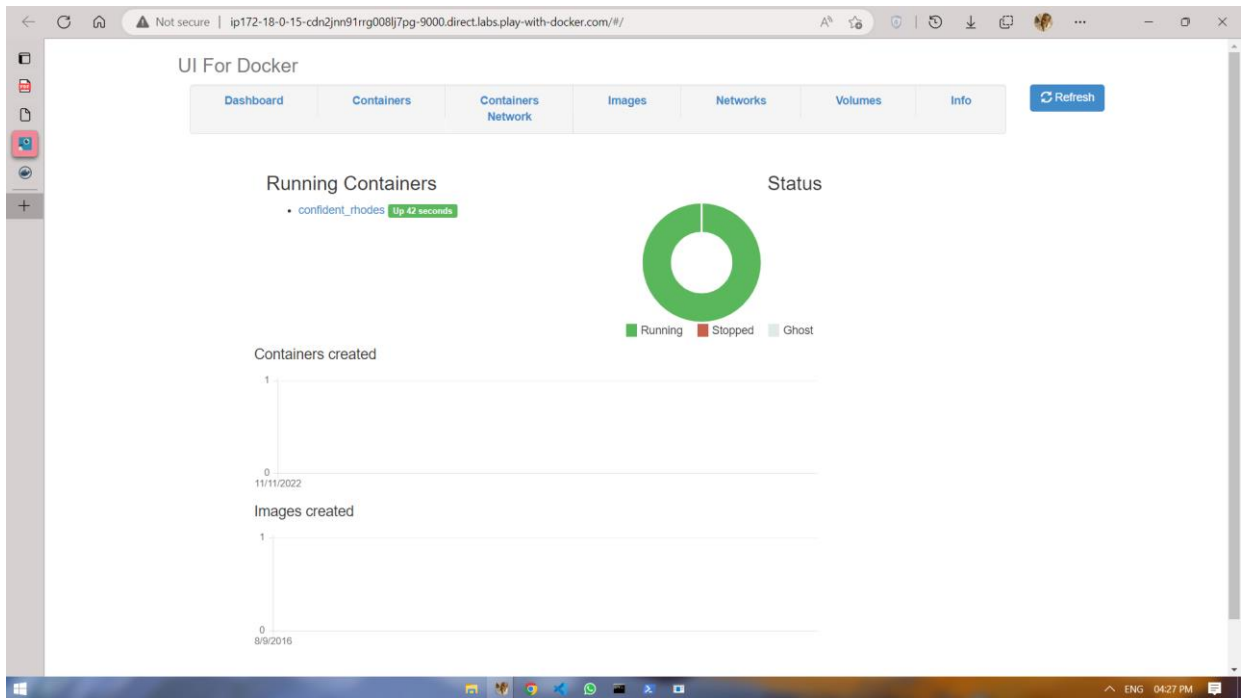 Not secure | ip172-18-0-15-cdn2jnn91rrg008lj7pg-9000.direct.labs.play-with-docker.com/#/
UI For Docker
Dashboard Containers Containers Network Images Networks Volumes Info Refresh
Running Containers
confident_rhodes Up 42 seconds
Status
Running Stopped Ghost
Containers created
1
0
11/11/2022
Images created
1
0
8/9/2016
ENG 04:27 PM